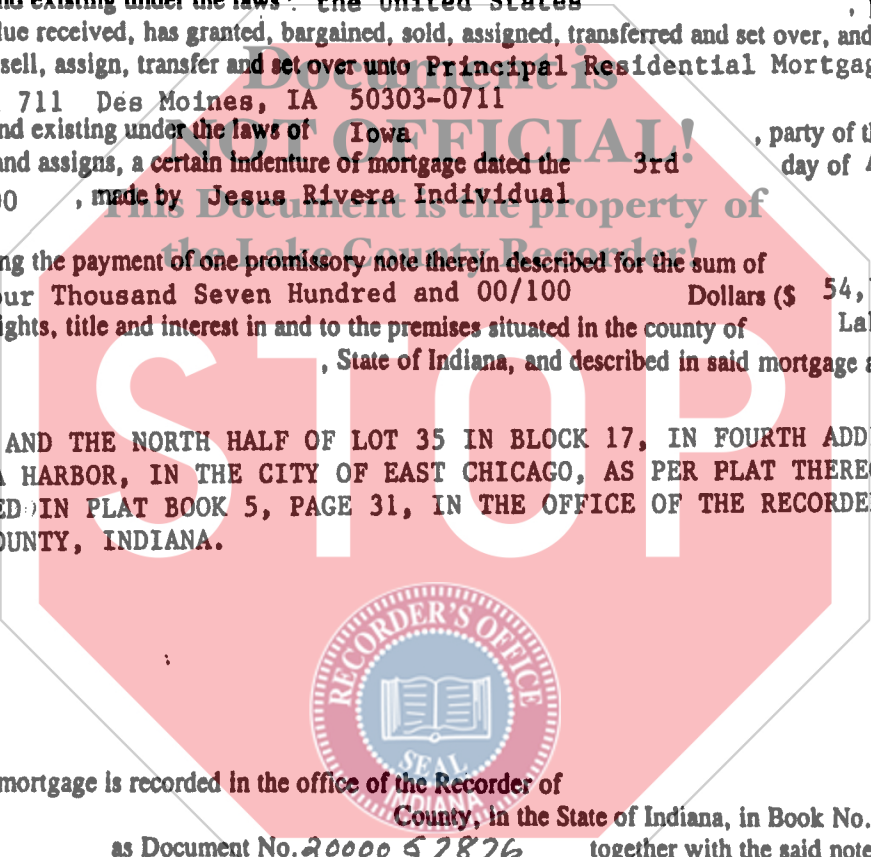 existing under the laws the United States ,
lue received, has granted, bargained, sold, assigned, transferred and set over, and
sell, assign, transfer and set over unto Principal Residential Mortgag
Document is
711 Des Moines, IA 50303-0711
nd existing under the laws of Iowa , party of th
NOT OFFICIAL!
and assigns, a certain indenture of mortgage dated the 3rd day of
, made by Jesus Rivera Individual
This Document is the property of
the Lake County Recorder!
ng the payment of one promissory note therein described for the sum of
our Thousand Seven Hundred and 00/100 Dollars ($ 54,
ights, title and interest in and to the premises situated in the county of Lal
, State of Indiana, and described in said mortgage a
STOP
AND THE NORTH HALF OF LOT 35 IN BLOCK 17, IN FOURTH ADD
HARBOR, IN THE CITY OF EAST CHICAGO, AS PER PLAT THEREO
ED IN PLAT BOOK 5, PAGE 31, IN THE OFFICE OF THE RECORDE
OUNTY, INDIANA.
RECORDER'S OFFICE
SEAL
INDIANA
mortgage is recorded in the office of the Recorder of
County, in the State of Indiana, in Book No.
as Document No. together with the said note